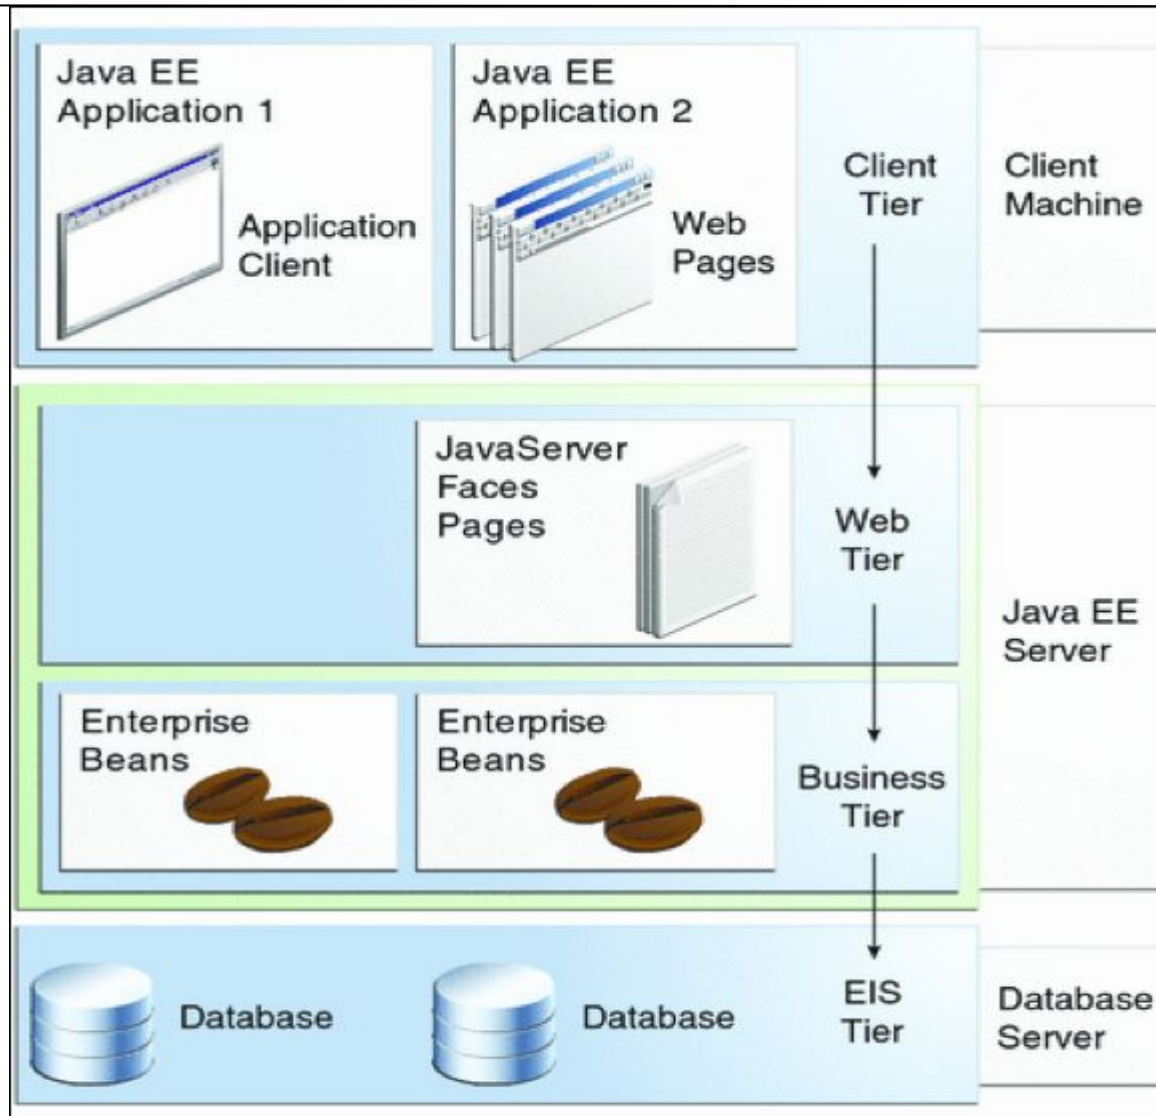 Java EE
Application 1
Application
Client
Java EE
Application 2
Web
Pages
Client
Tier
Client
Machine
JavaServer
Faces
Pages
Web
Tier
Java EE
Server
Enterprise
Beans
Enterprise
Beans
Business
Tier
Database
Database
EIS
Tier
Database
Server